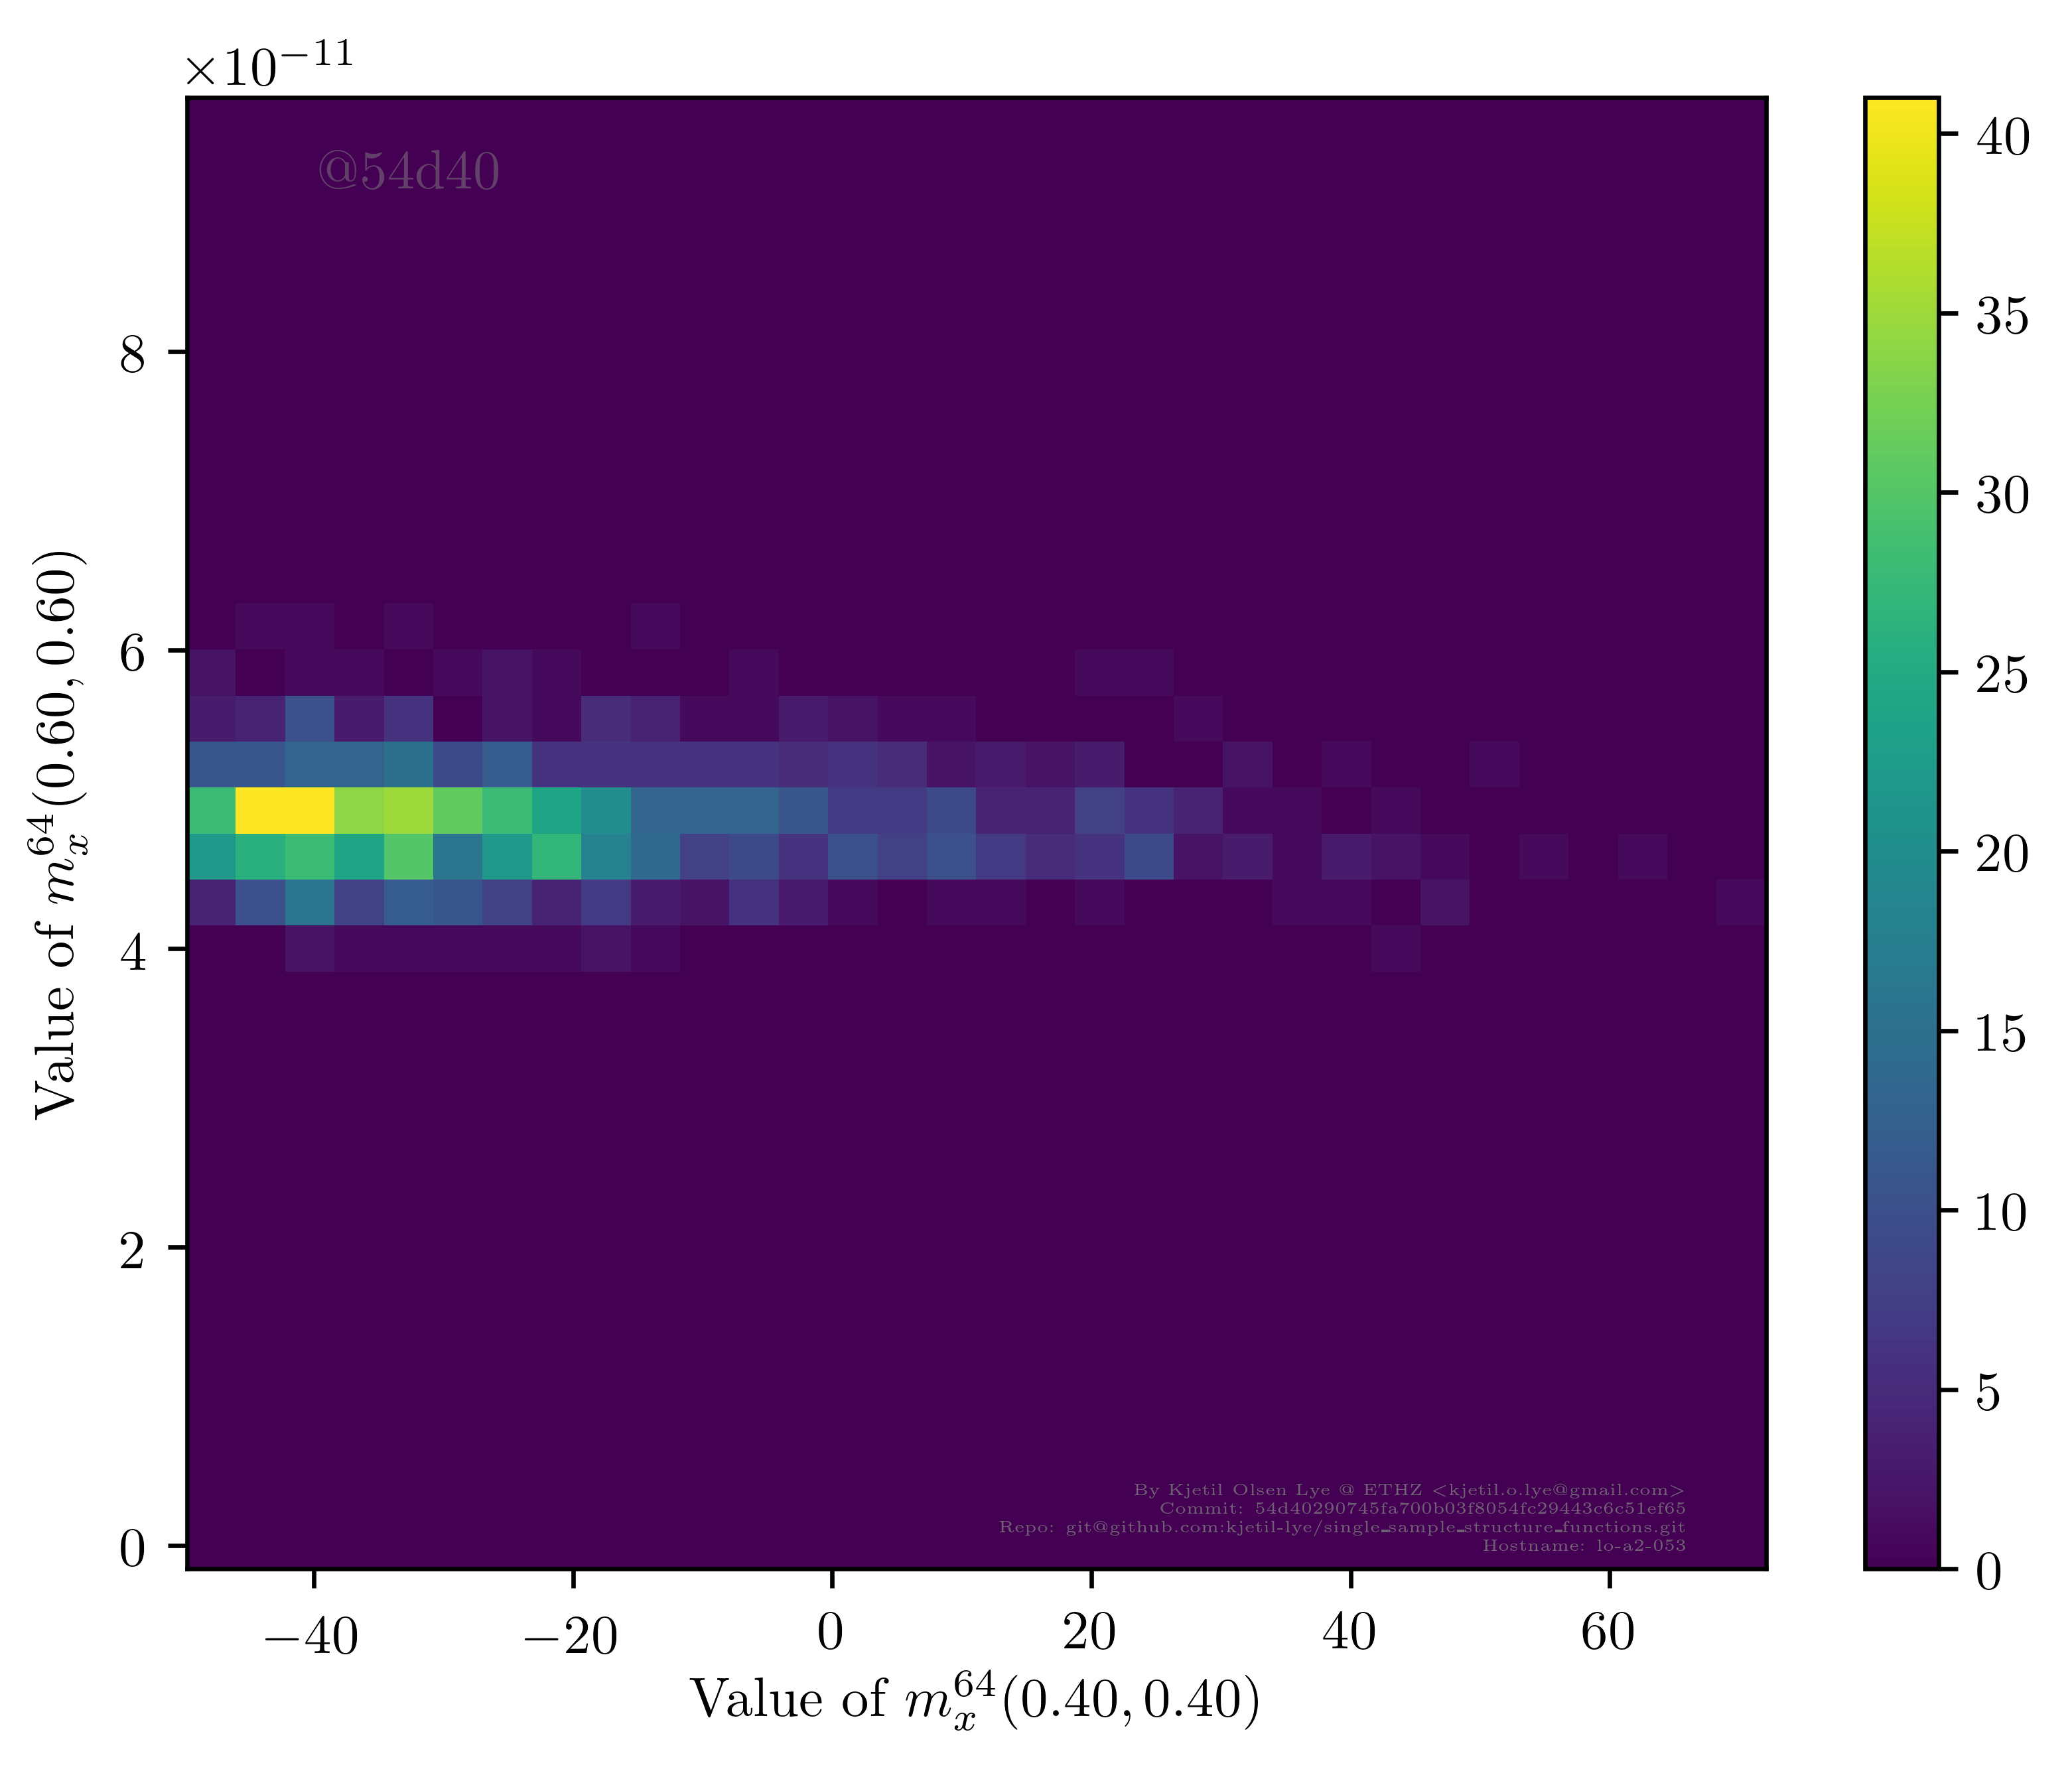 ×10⁻¹¹
@54d40
8
6
4
2
0
Value of m_x^64(0.60, 0.60)
−40 −20 0 20 40 60
Value of m_x^64(0.40, 0.40)
40
35
30
25
20
15
10
5
0
By Kjetil Olsen Lye @ ETHZ <kjetil.o.lye@gmail.com>
Commit: 54d40290745fa700b03f8054fc29443c6c51ef65
Repo: git@github.com:kjetil-lye/single_sample_structure_functions.git
Hostname: lo-a2-053